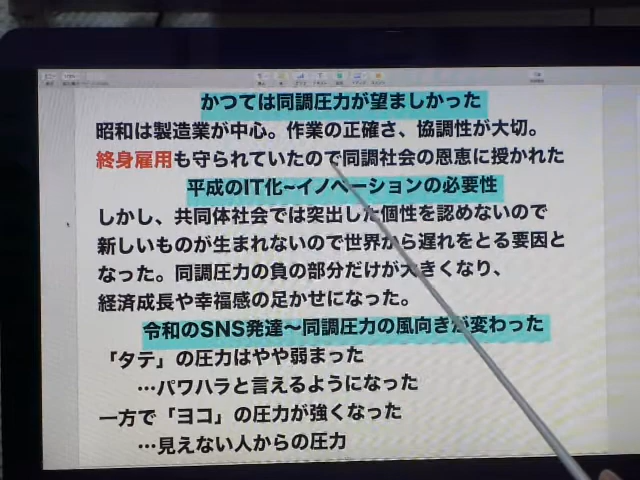 かつては同調圧力が望ましかった
昭和は製造業が中心。作業の正確さ、協調性が大切。
終身雇用も守られていたので同調社会の恩恵に授かれた
平成のIT化~イノベーションの必要性
しかし、共同体社会では突出した個性を認めないので
新しいものが生まれないので世界から遅れをとる要因と
なった。同調圧力の負の部分だけが大きくなり、
経済成長や幸福感の足かせになった。
令和のSNS発達〜同調圧力の風向きが変わった
「タテ」の圧力はやや弱まった
…パワハラと言えるようになった
一方で「ヨコ」の圧力が強くなった
…見えない人からの圧力